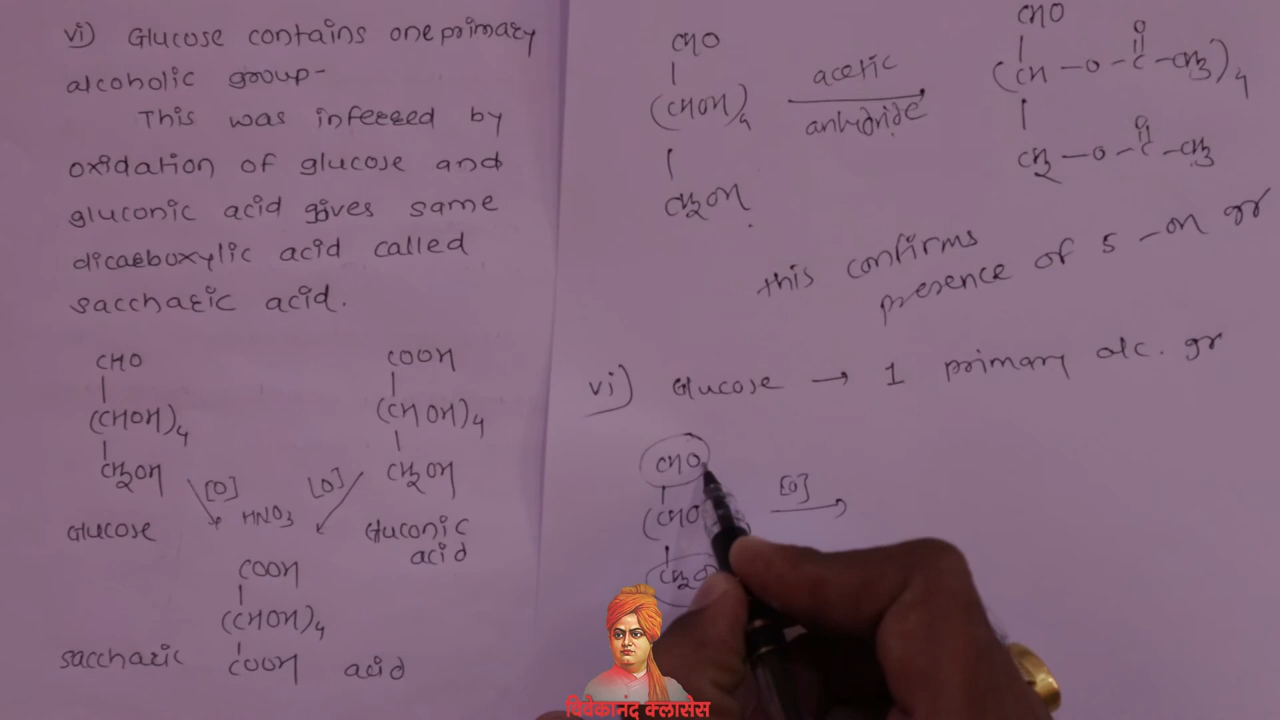 vi) Glucose contains one primary
alcoholic group-
This was inferred by
oxidation of glucose and
gluconic acid gives same
dicarboxylic acid called
saccharic acid.
CHO
(CHOH)4
CH2OH
Glucose
[O]
HNO3
[O]
COOH
(CHOH)4
CH2OH
Gluconic
acid
COOH
(CHOH)4
COOH
saccharic acid
CHO
(CHOH)4
CH2OH
acetic
anhydride
CHO
(CH-O-C-CH3)4
O
CH2-O-C-CH3
O
This confirms
presence of 5 -OH gr
vi) Glucose → 1 primary alc. gr
CHO
(CHO
CH2O
[O]
विवेकानंद क्लासेस